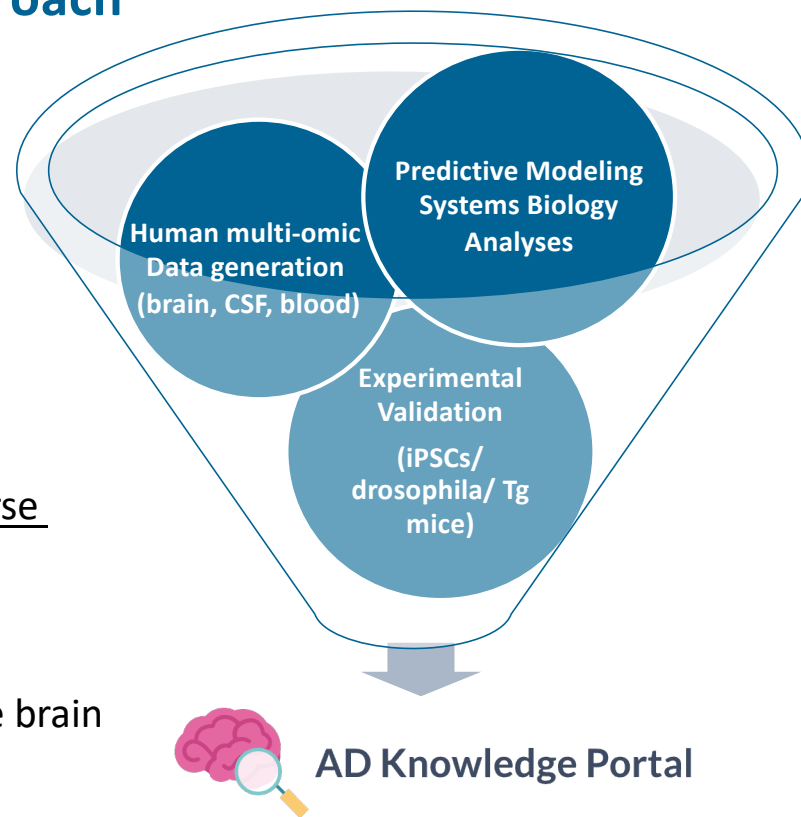 oach
Predictive Modeling
Systems Biology
Analyses
Human multi-omic
Data generation
(brain, CSF, blood)
Experimental
Validation
(iPSCs/
drosophila/ Tg
mice)
rse
e brain
AD Knowledge Portal